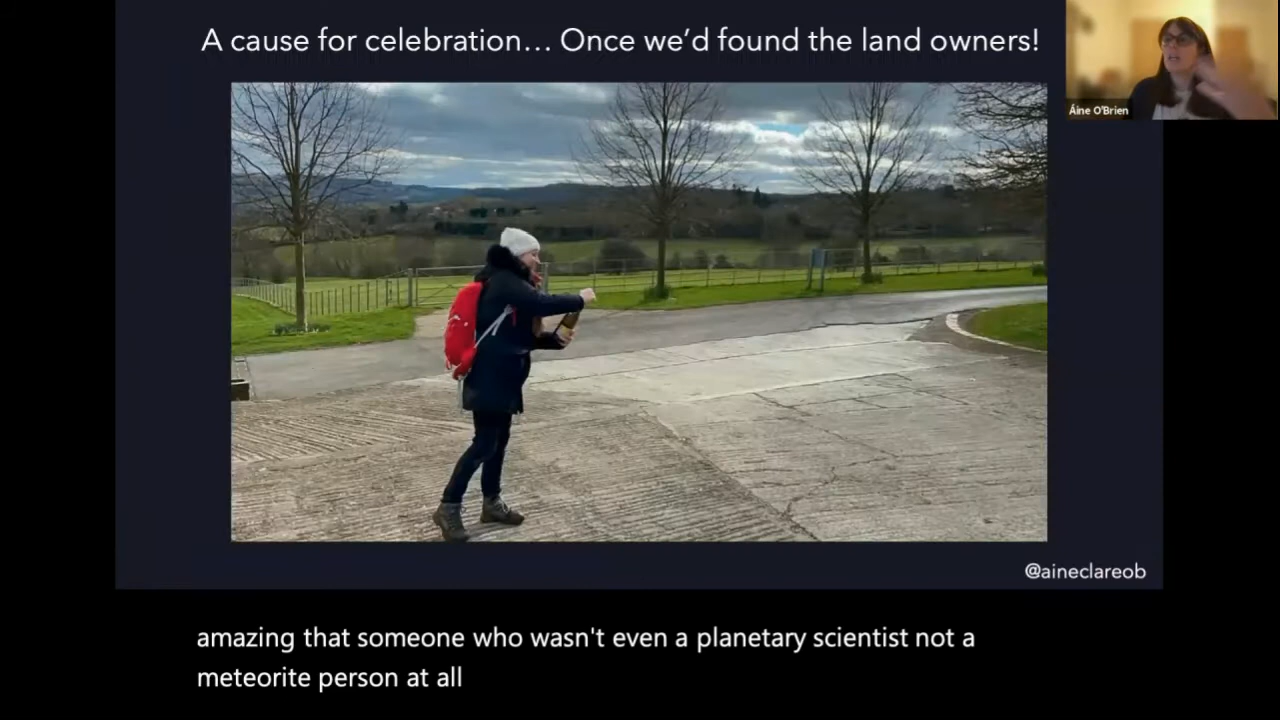 A cause for celebration... Once we'd found the land owners!
Áine O'Brien
@aineclareob
amazing that someone who wasn't even a planetary scientist not a
meteorite person at all